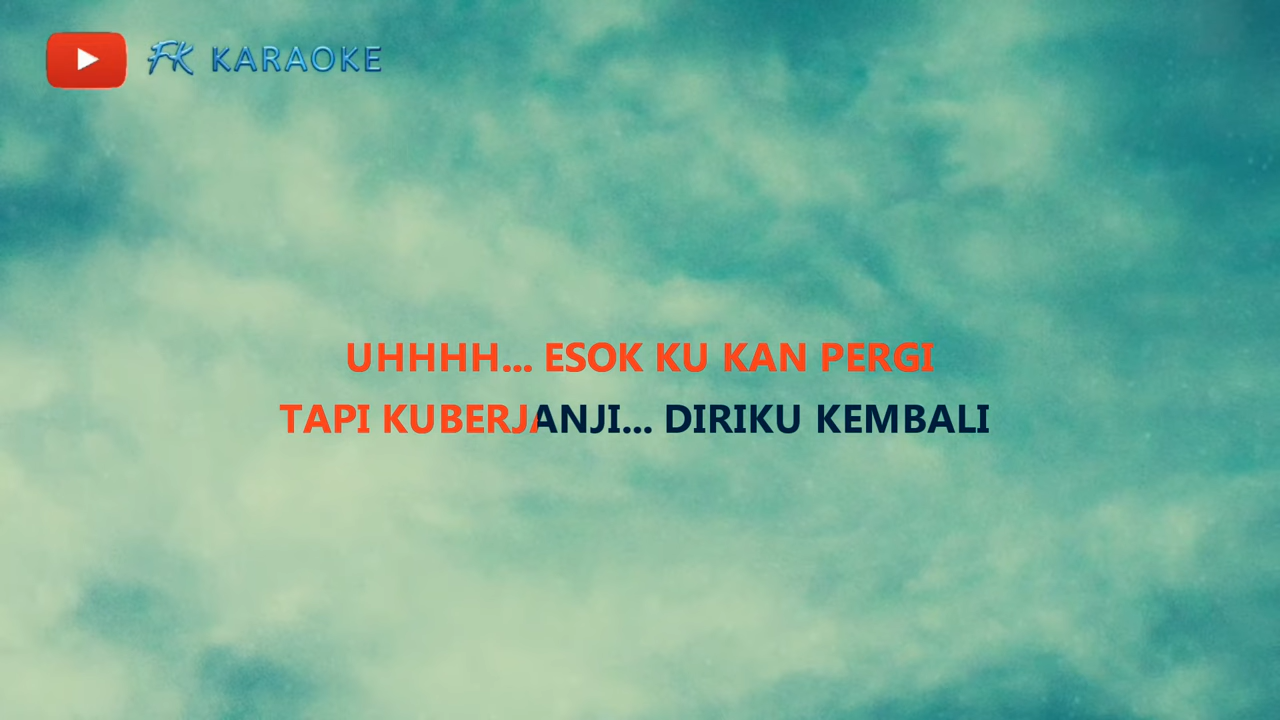 FK KARAOKE
UHHHH... ESOK KU KAN PERGI
TAPI KUBERJANJI... DIRIKU KEMBALI